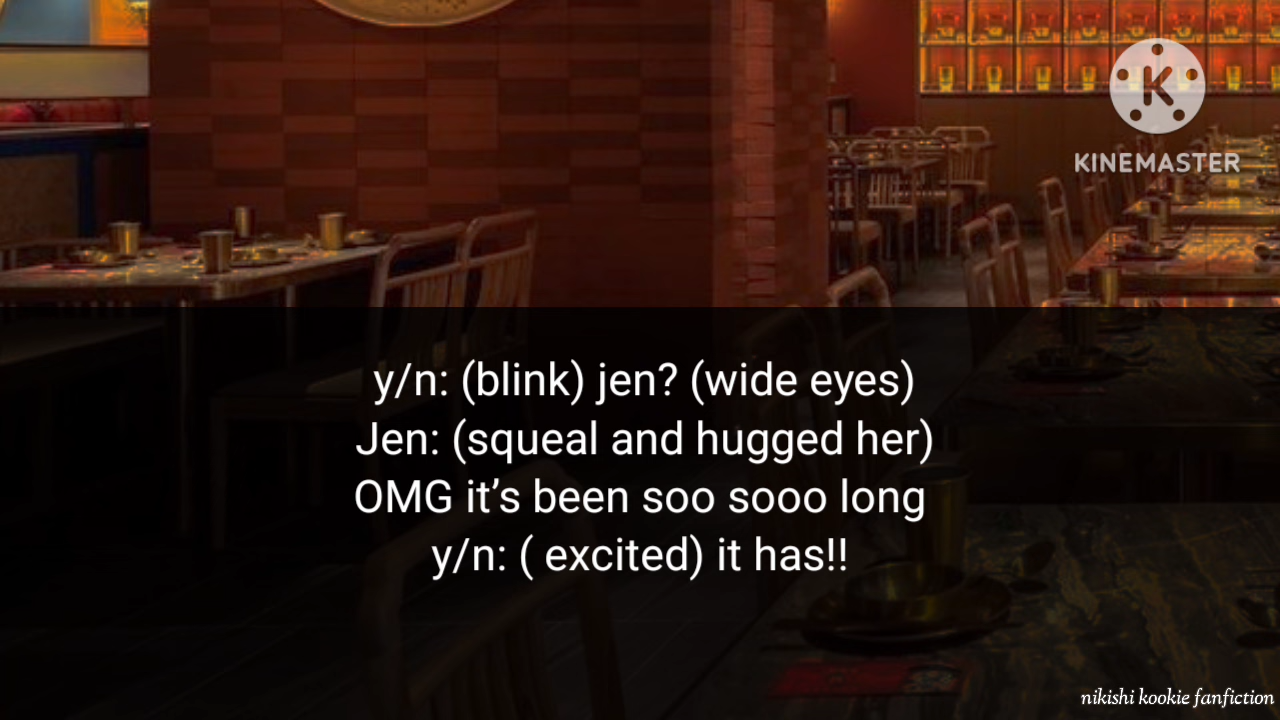 K
KINEMASTER
y/n: (blink) jen? (wide eyes)
Jen: (squeal and hugged her)
OMG it’s been soo sooo long
y/n: ( excited) it has!!
nikishi kookie fanfiction